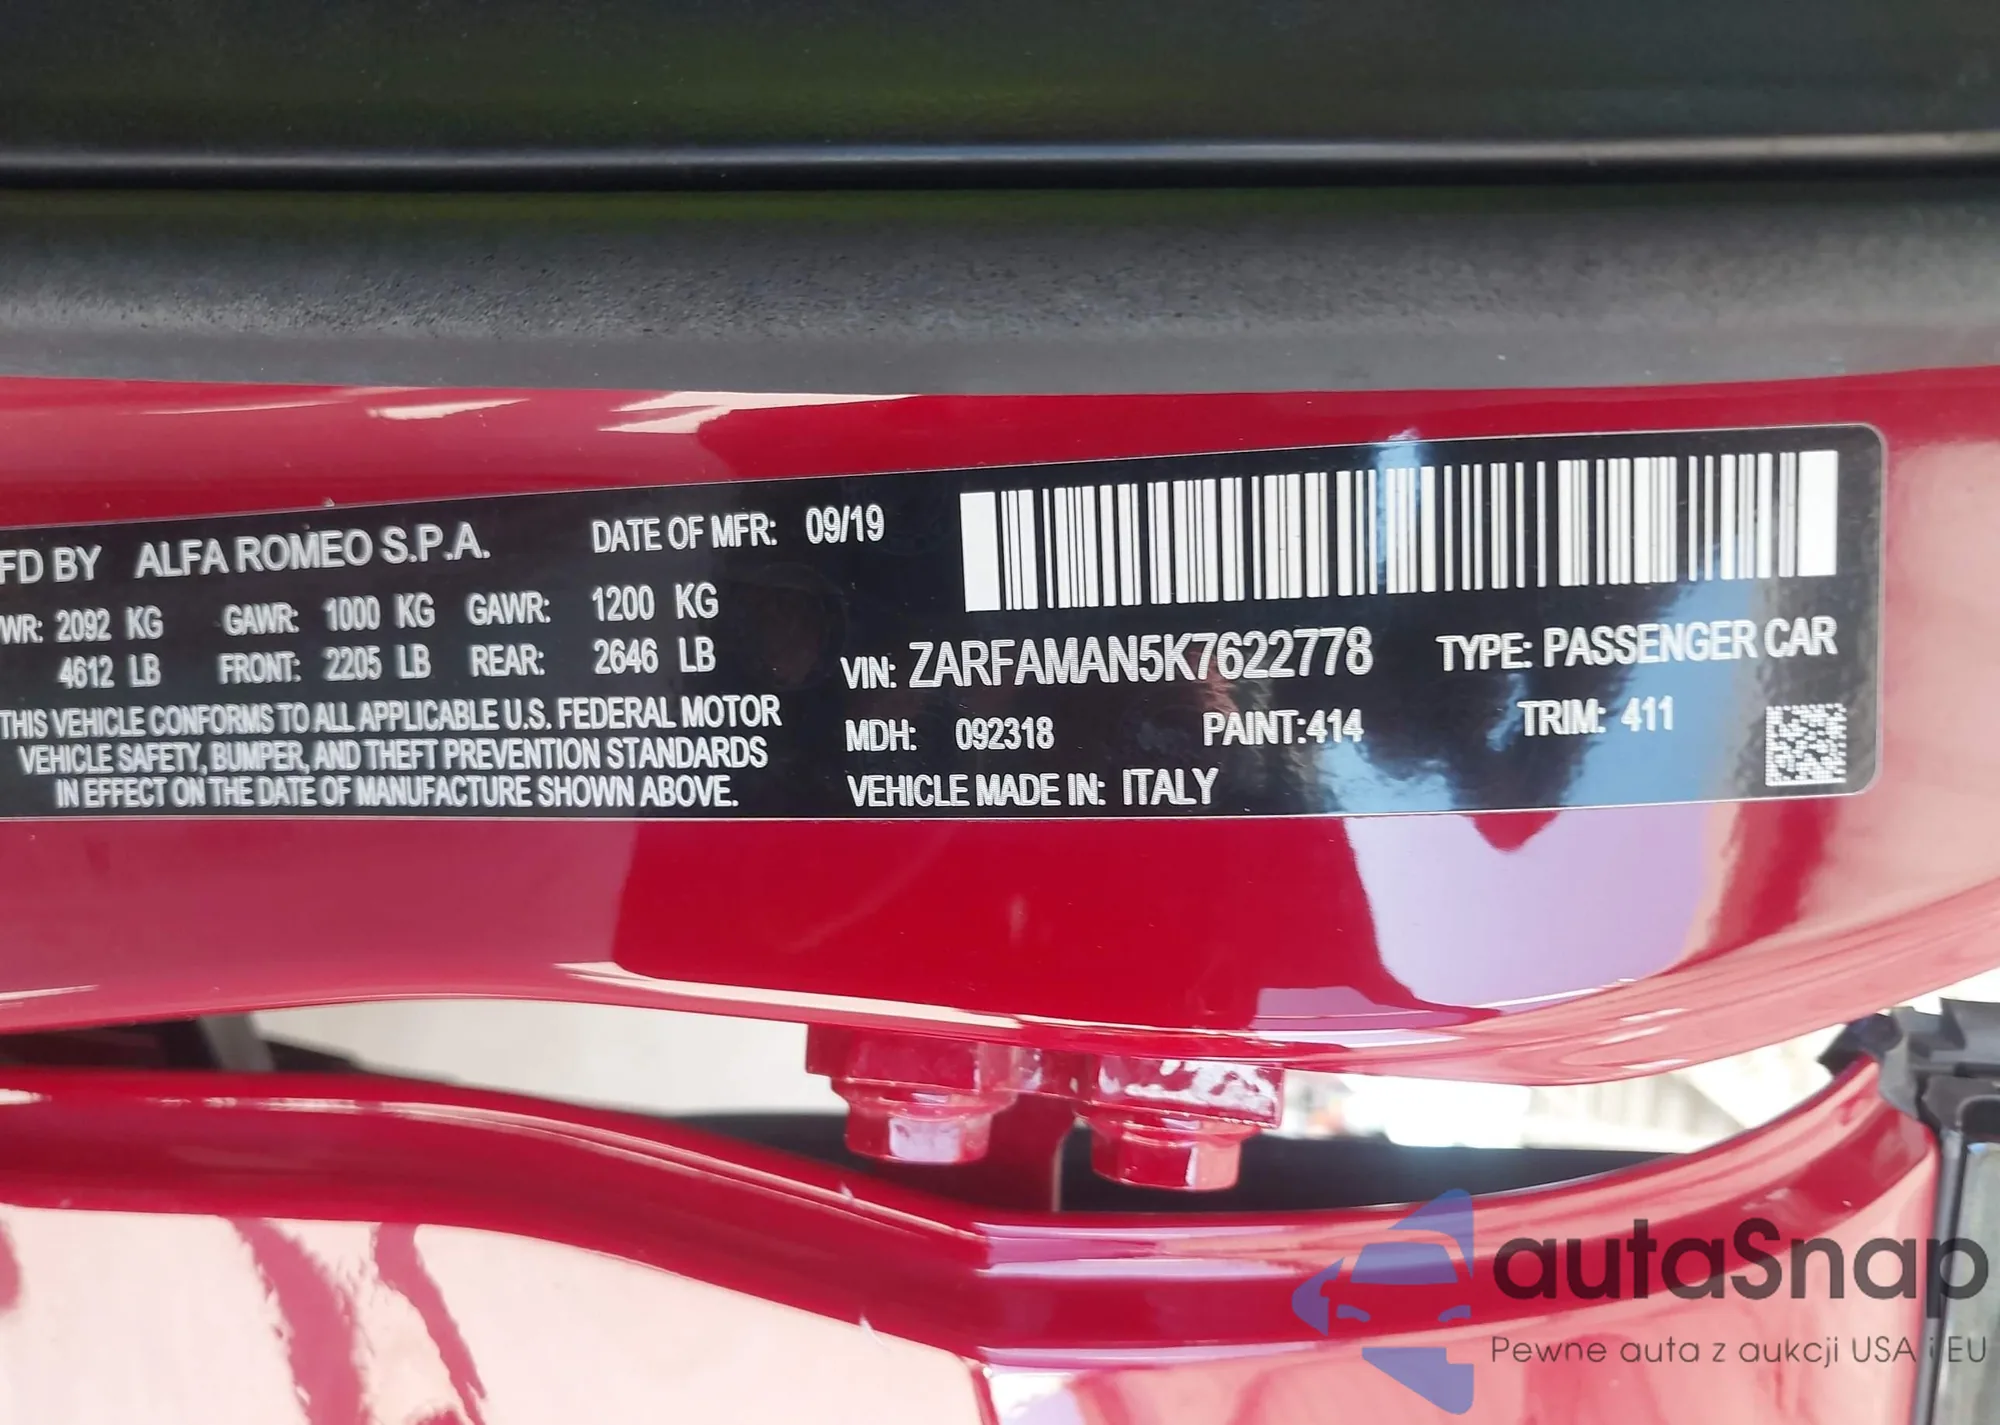 FD BY ALFA ROMEO S.P.A. DATE OF MFR: 09/19
WR: 2092 KG GAWR: 1000 KG GAWR: 1200 KG
4612 LB FRONT: 2205 LB REAR: 2646 LB
THIS VEHICLE CONFORMS TO ALL APPLICABLE U.S. FEDERAL MOTOR
VEHICLE SAFETY, BUMPER, AND THEFT PREVENTION STANDARDS
IN EFFECT ON THE DATE OF MANUFACTURE SHOWN ABOVE.
VIN: ZARFAMAN5K7622778 TYPE: PASSENGER CAR
MDH: 092318 PAINT:414 TRIM: 411
VEHICLE MADE IN: ITALY
autaSnap
Pewne auta z aukcji USA i EU